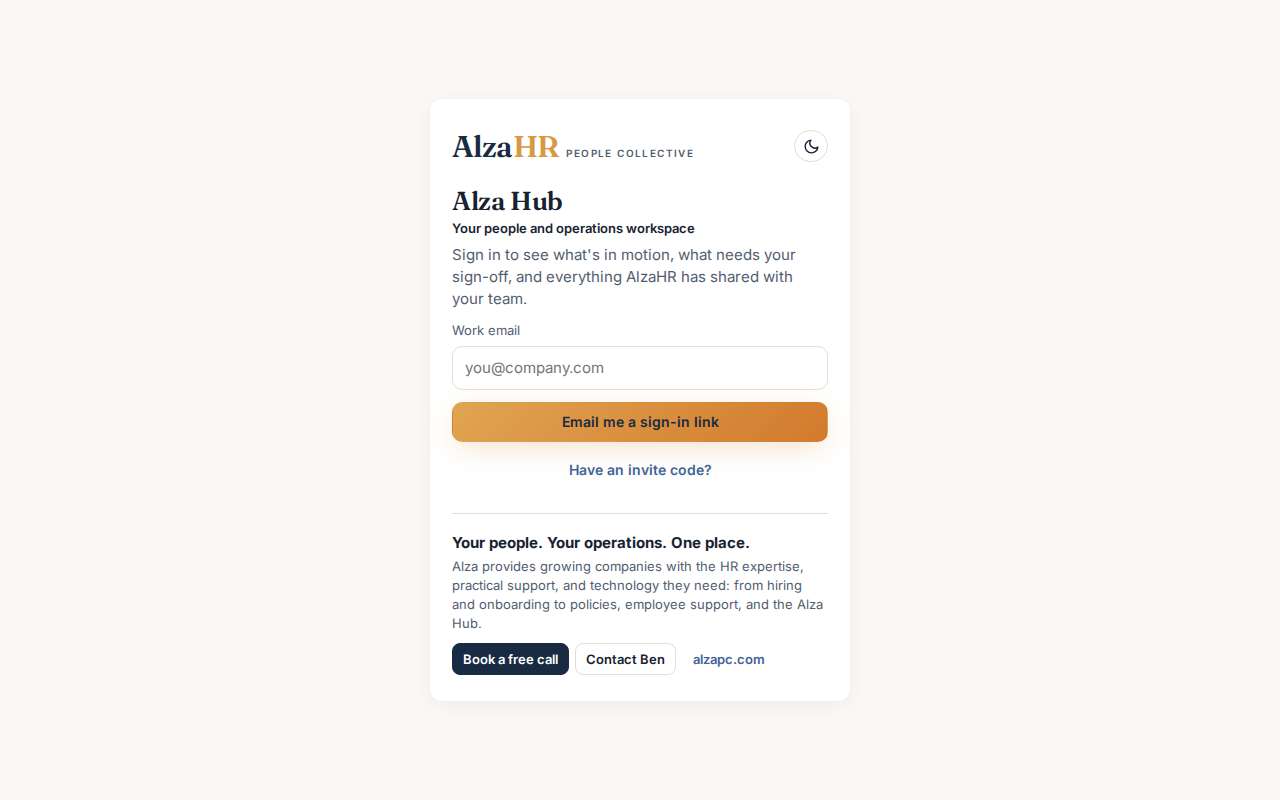 AlzaHR PEOPLE COLLECTIVE
Alza Hub
Your people and operations workspace
Sign in to see what's in motion, what needs your
sign-off, and everything AlzaHR has shared with
your team.
Work email
you@company.com
Email me a sign-in link
Have an invite code?
Your people. Your operations. One place.
Alza provides growing companies with the HR expertise,
practical support, and technology they need: from hiring
and onboarding to policies, employee support, and the Alza
Hub.
Book a free call Contact Ben alzapc.com